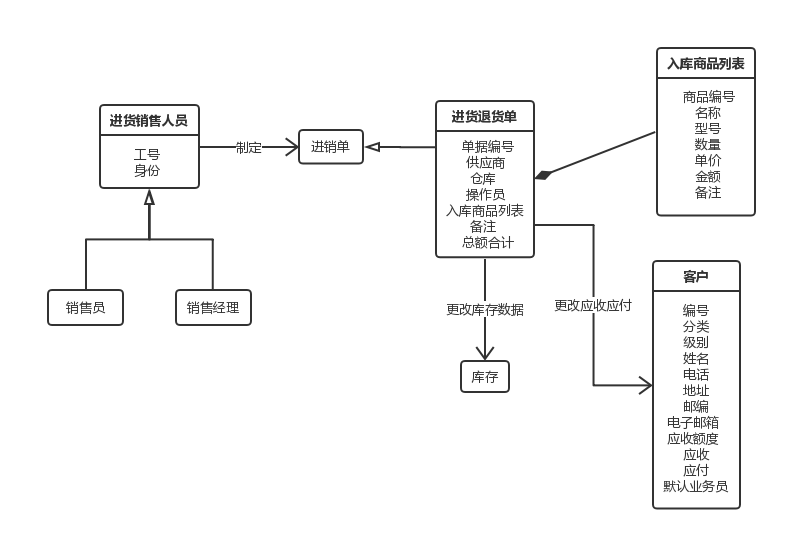 进货销售人员
工号
身份
制定
进销单
进货退货单
单据编号
供应商
仓库
操作员
入库商品列表
备注
总额合计
入库商品列表
商品编号
名称
型号
数量
单价
金额
备注
销售员
销售经理
更改库存数据
库存
更改应收应付
客户
编号
分类
级别
姓名
电话
地址
邮编
电子邮箱
应收额度
应收
应付
默认业务员